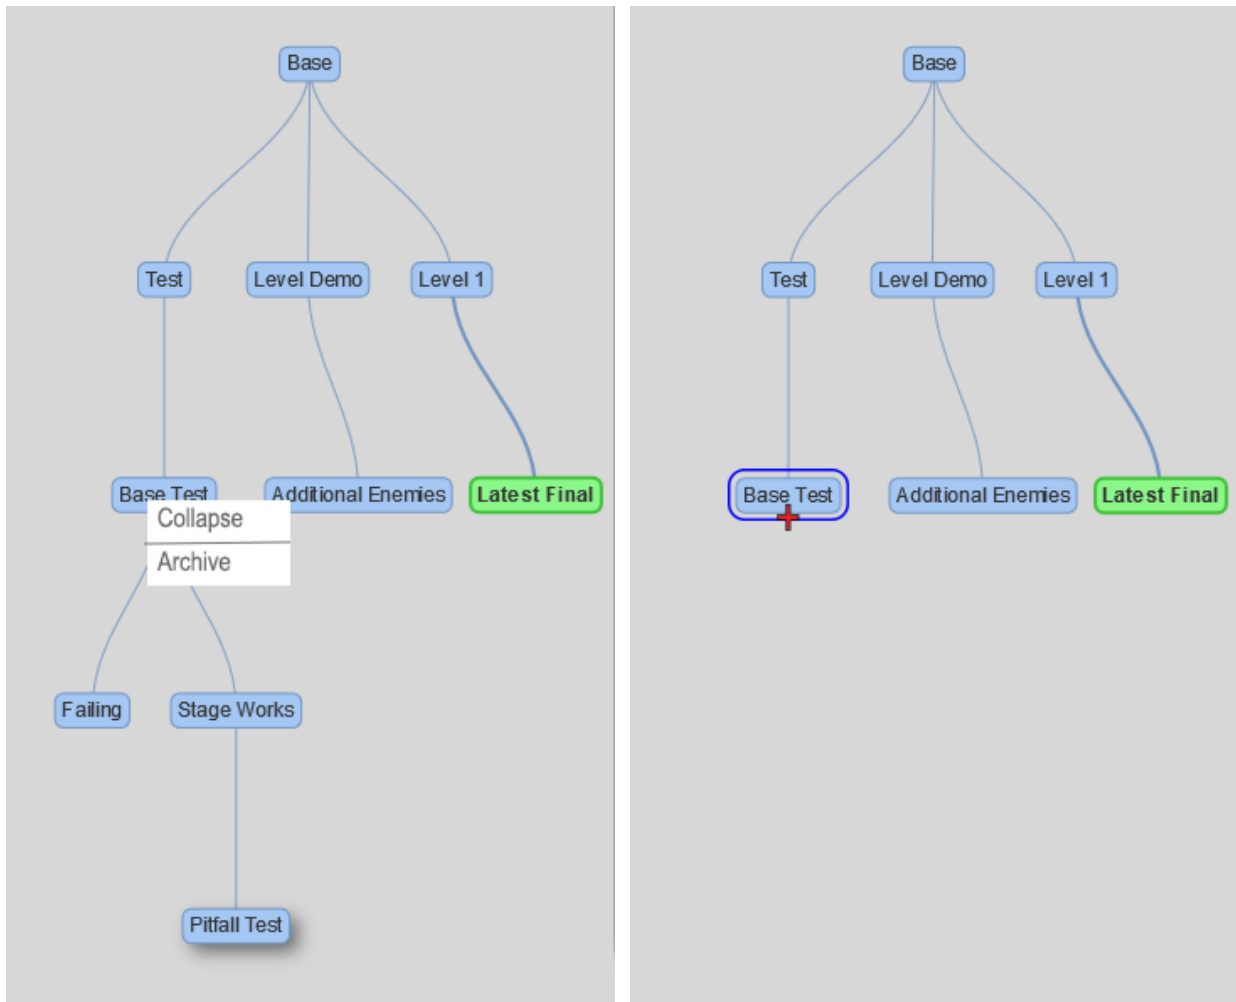 Base
Test
Level Demo
Level 1
Base Test
Additional Enemies
Latest Final
Collapse
Archive
Failing
Stage Works
Pitfall Test
Base
Test
Level Demo
Level 1
Base Test
Additional Enemies
Latest Final